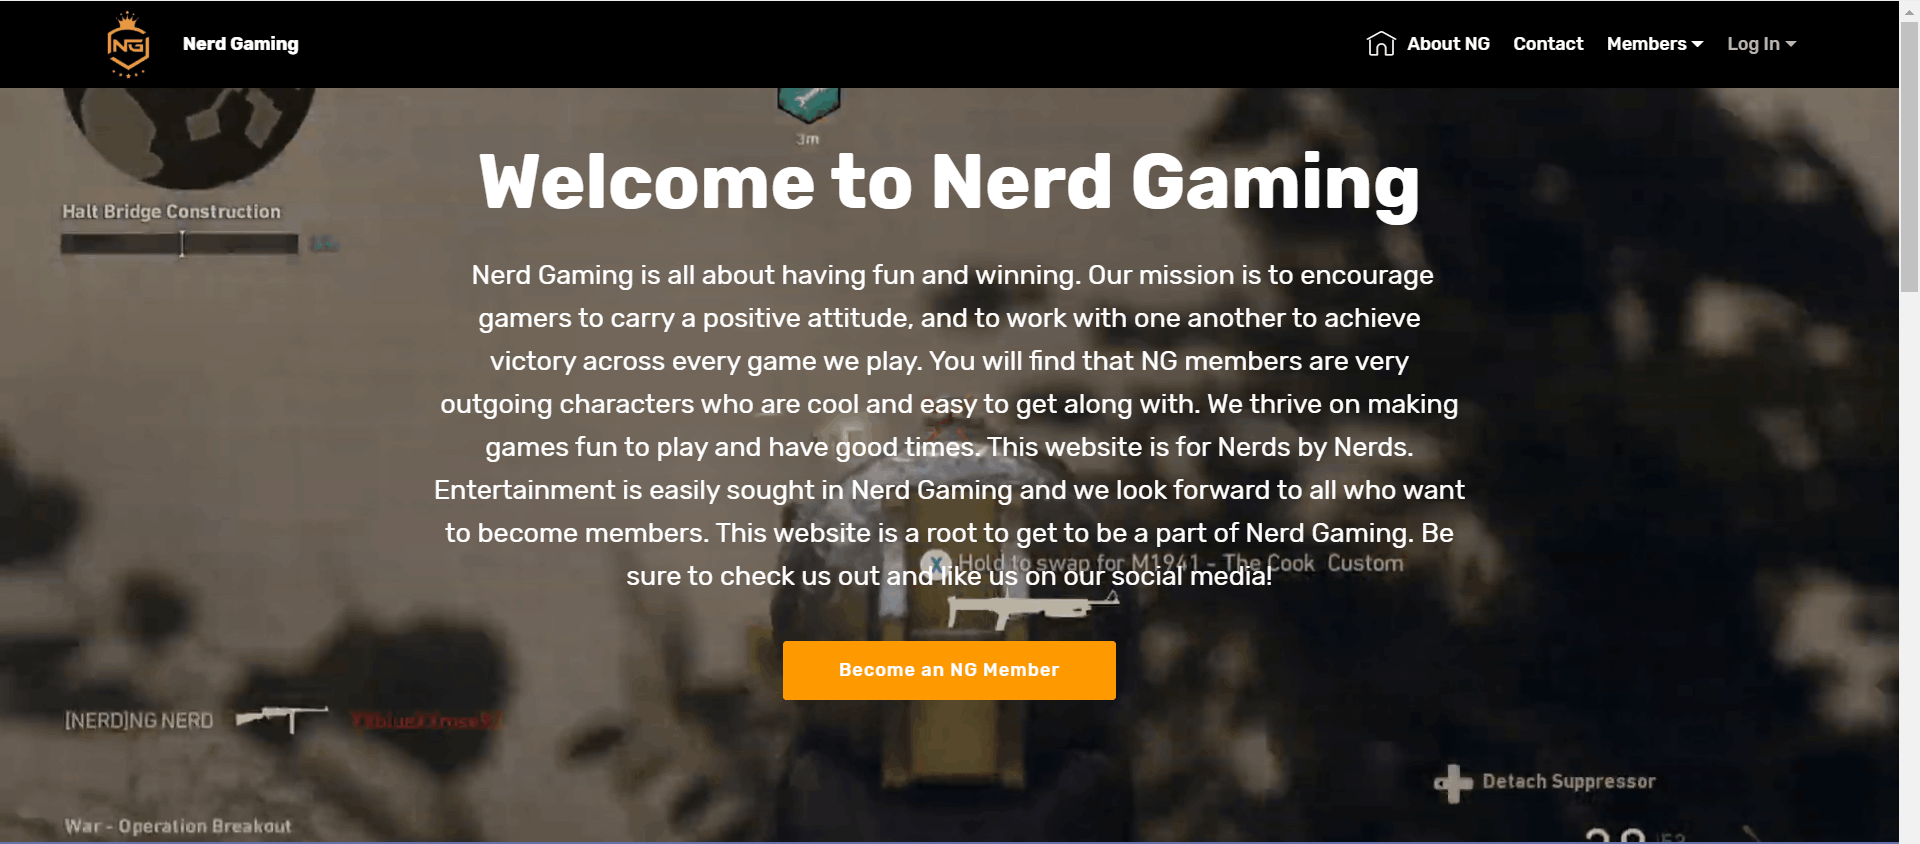 NG
Nerd Gaming
About NG
Contact
Members
Log In
3m
Welcome to Nerd Gaming
Halt Bridge Construction
Nerd Gaming is all about having fun and winning. Our mission is to encourage
gamers to carry a positive attitude, and to work with one another to achieve
victory across every game we play. You will find that NG members are very
outgoing characters who are cool and easy to get along with. We thrive on making
games fun to play and have good times. This website is for Nerds by Nerds.
Entertainment is easily sought in Nerd Gaming and we look forward to all who want
to become members. This website is a root to get to be a part of Nerd Gaming. Be
sure to check us out and like us on our social media!
X Hold to swap for M1941 - The Cook Custom
Become an NG Member
[NERD]NG NERD
Detach Suppressor
War - Operation Breakout